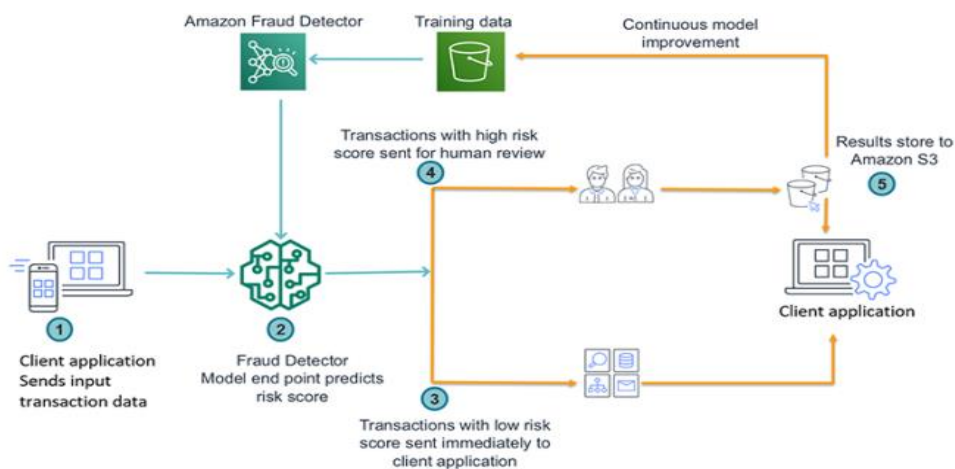 Amazon Fraud Detector
Training data
Continuous model
improvement
Transactions with high risk
score sent for human review
4
Results store to
Amazon S3
5
1
Client application
Sends input
transaction data
2
Fraud Detector
Model end point predicts
risk score
Client application
3
Transactions with low risk
score sent immediately to
client application